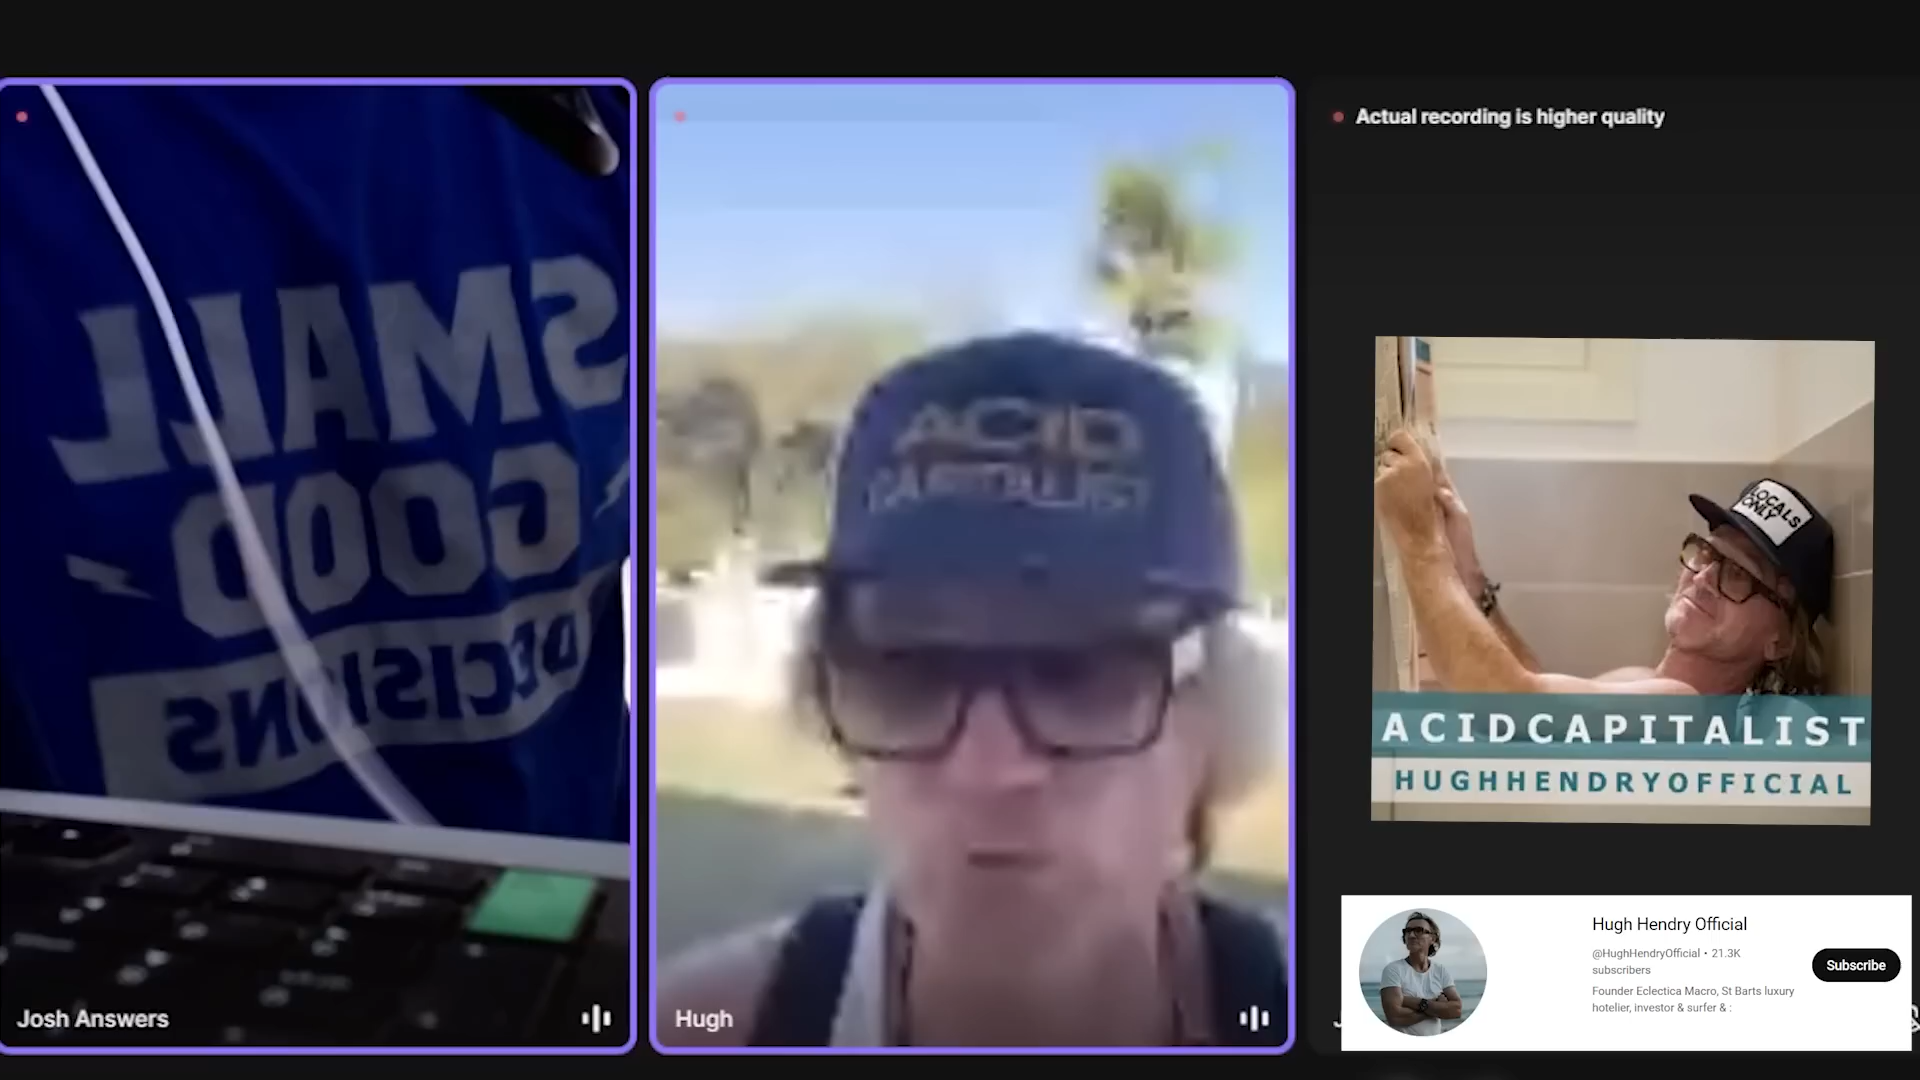 SMALL
GOOD
DECISIONS
Josh Answers
ACID
CAPITALIST
Hugh
Actual recording is higher quality
LOCALS
ONLY
ACIDCAPITALIST
HUGHHENDRYOFFICIAL
Hugh Hendry Official
@HughHendryOfficial • 21.3K
subscribers
Founder Eclectica Macro, St Barts luxury
hotelier, investor & surfer & :
Subscribe